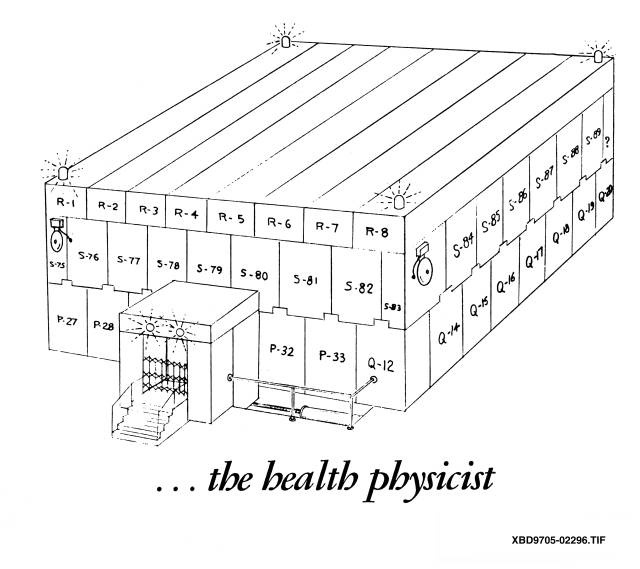 R-1 R-2 R-3 R-4 R-5 R-6 R-7 R-8
S-75 S-76 S-77 S-78 S-79 S-80 S-81 S-82 S-83
S-84 S-85 S-86 S-87 S-88 S-89 ?
P-27 P-28 P-32 P-33 Q-12
Q-14 Q-15 Q-16 Q-17 Q-18 Q-19 Q-20
... the health physicist
XBD9705-02296.TIF